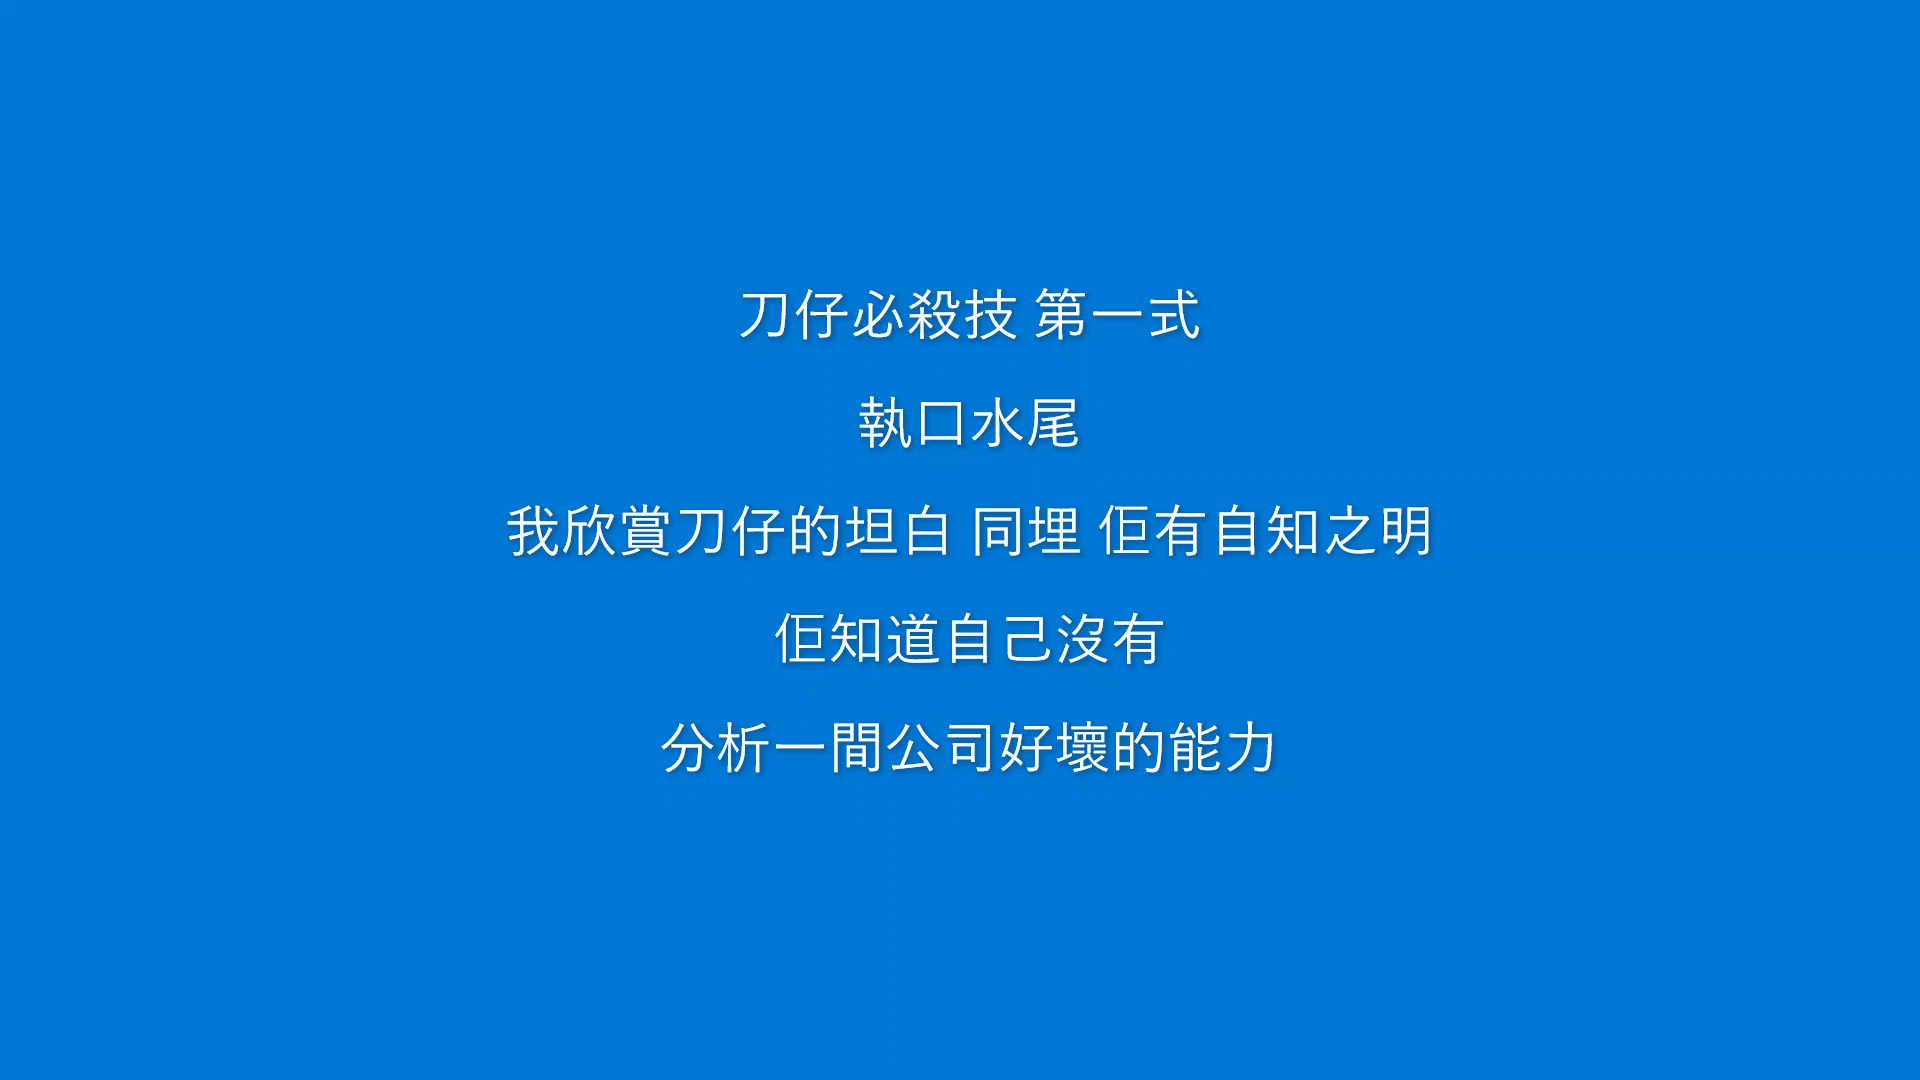 刀仔必殺技 第一式
執口水尾
我欣賞刀仔的坦白 同埋 佢有自知之明
佢知道自己沒有
分析一間公司好壞的能力